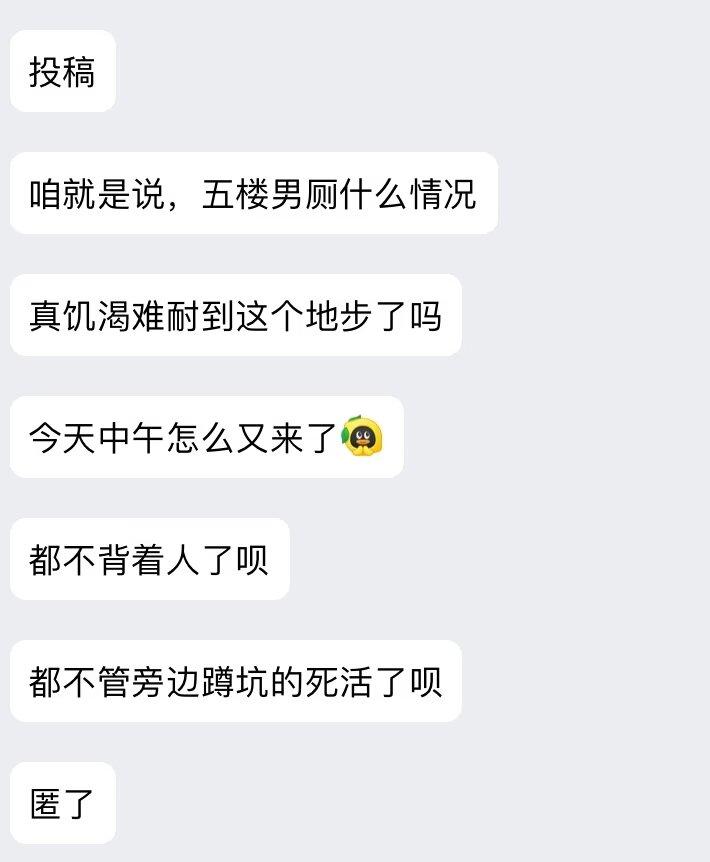 投稿
咱就是说，五楼男厕什么情况
真饥渴难耐到这个地步了吗
今天中午怎么又来了
都不背着人了呗
都不管旁边蹲坑的死活了呗
匿了